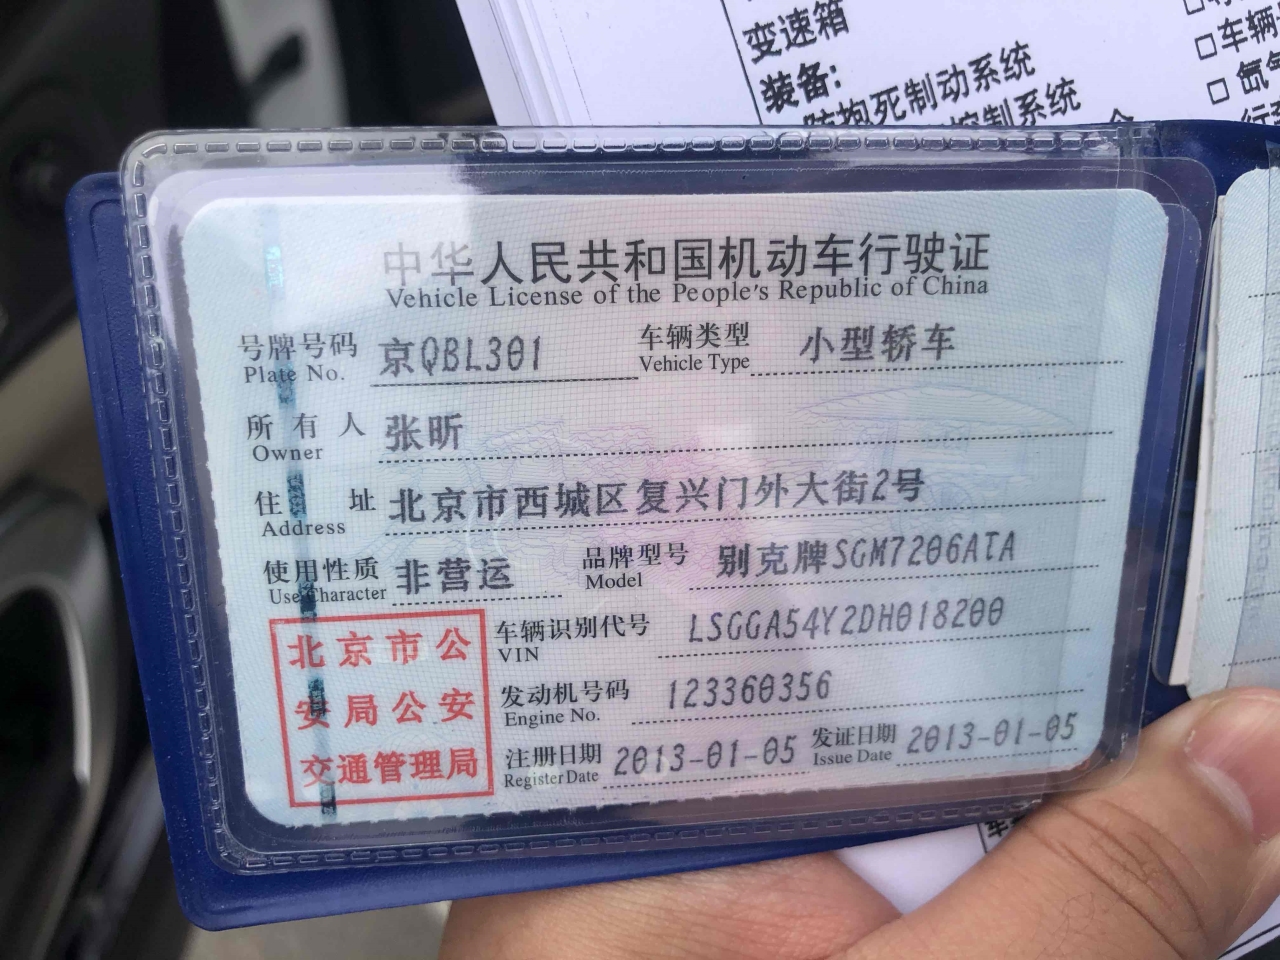 变速箱
装备:
防抱死制动系统
控制系统
□车辆
中华人民共和国机动车行驶证
Vehicle License of the People's Republic of China
号牌号码 京QBL301 车辆类型 小型轿车
Plate No. Vehicle Type
所有人 张昕
Owner
住址 北京市西城区复兴门外大街2号
Address
使用性质 非营运 品牌型号 别克牌SGM7206ATA
Use Character Model
车辆识别代号 LSGGA54Y2DH018200
VIN
发动机号码 123360356
Engine No.
注册日期 2013-01-05 发证日期 2013-01-05
Register Date Issue Date
北京市公
安局公安
交通管理局